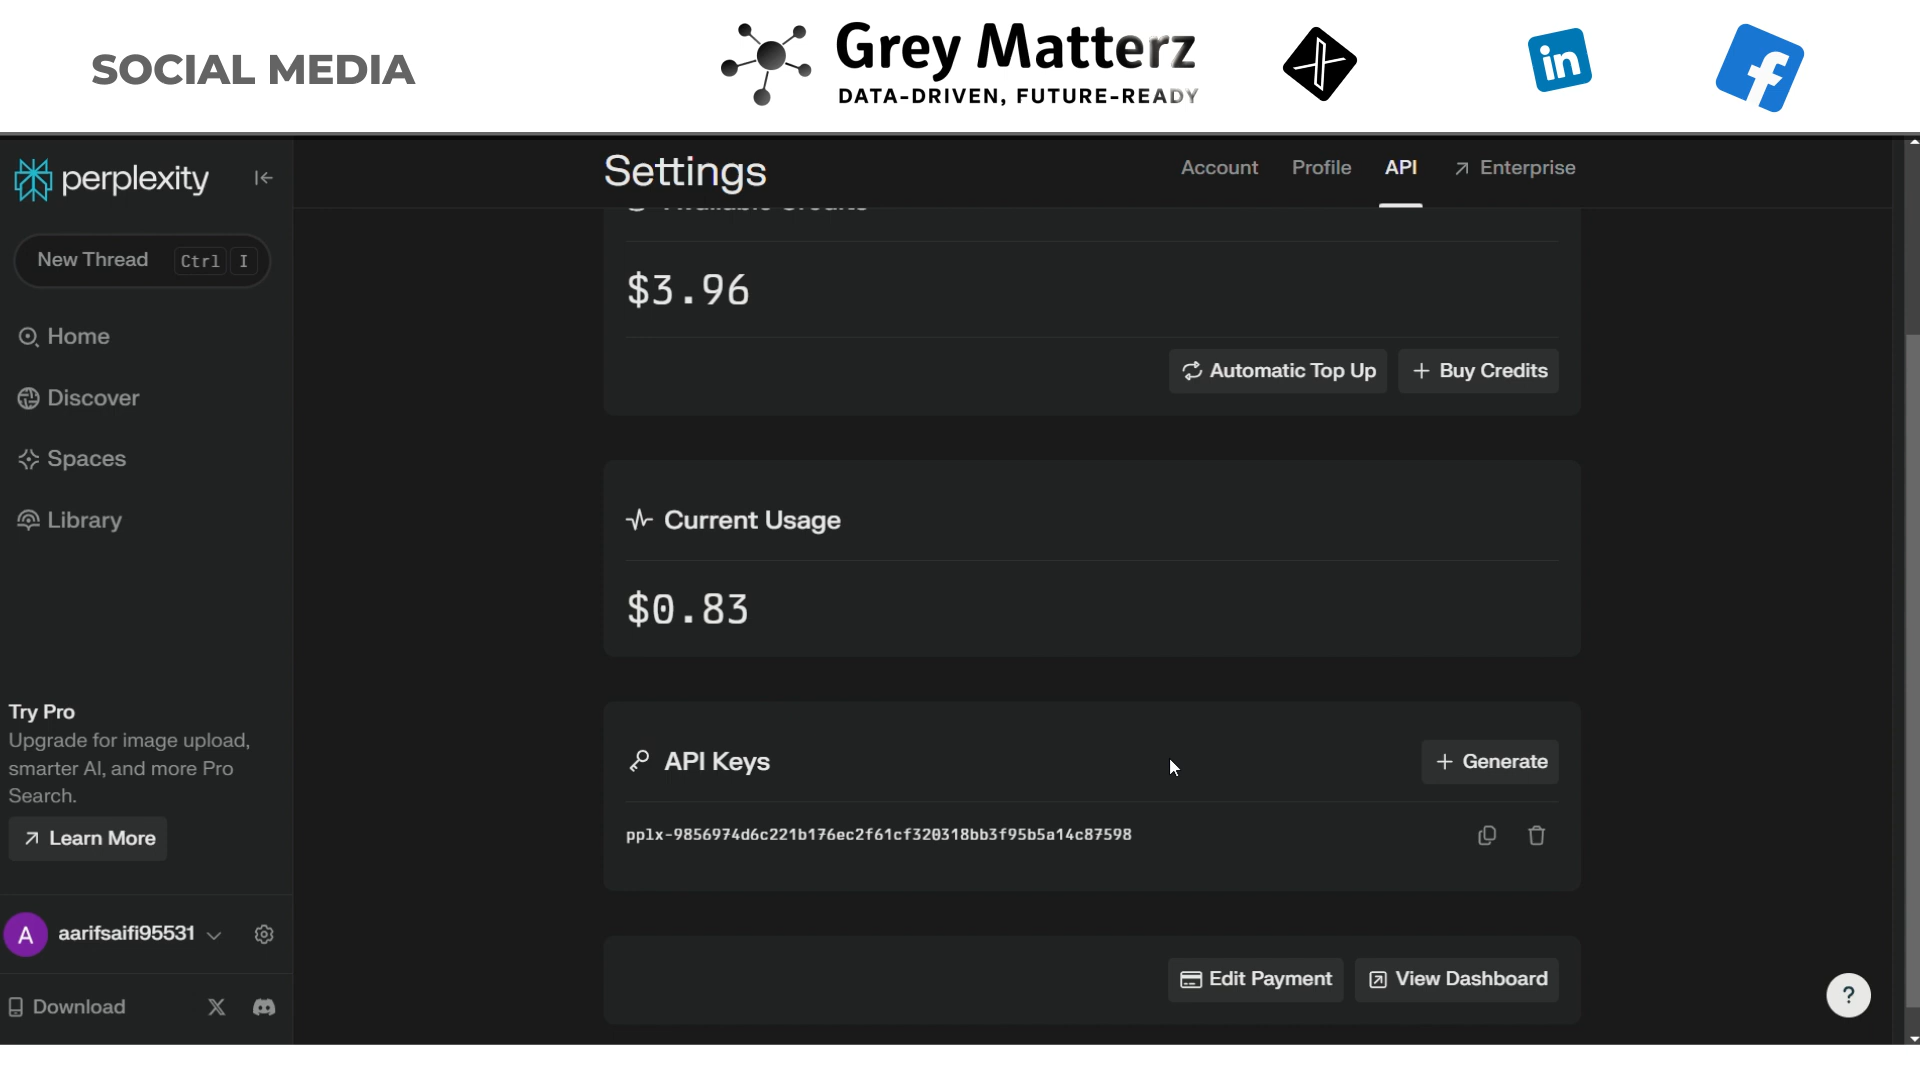 SOCIAL MEDIA
Grey Matterz
DATA-DRIVEN, FUTURE-READY
in
perplexity
Settings
Account
Profile
API
Enterprise
New Thread
Ctrl
I
Home
Discover
Spaces
Library
Available Credits
$3.96
Automatic Top Up
+ Buy Credits
Current Usage
$0.83
API Keys
+ Generate
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
Try Pro
Upgrade for image upload,
smarter AI, and more Pro
Search.
Learn More
A
aarifsaifi95531
Download
Edit Payment
View Dashboard
?